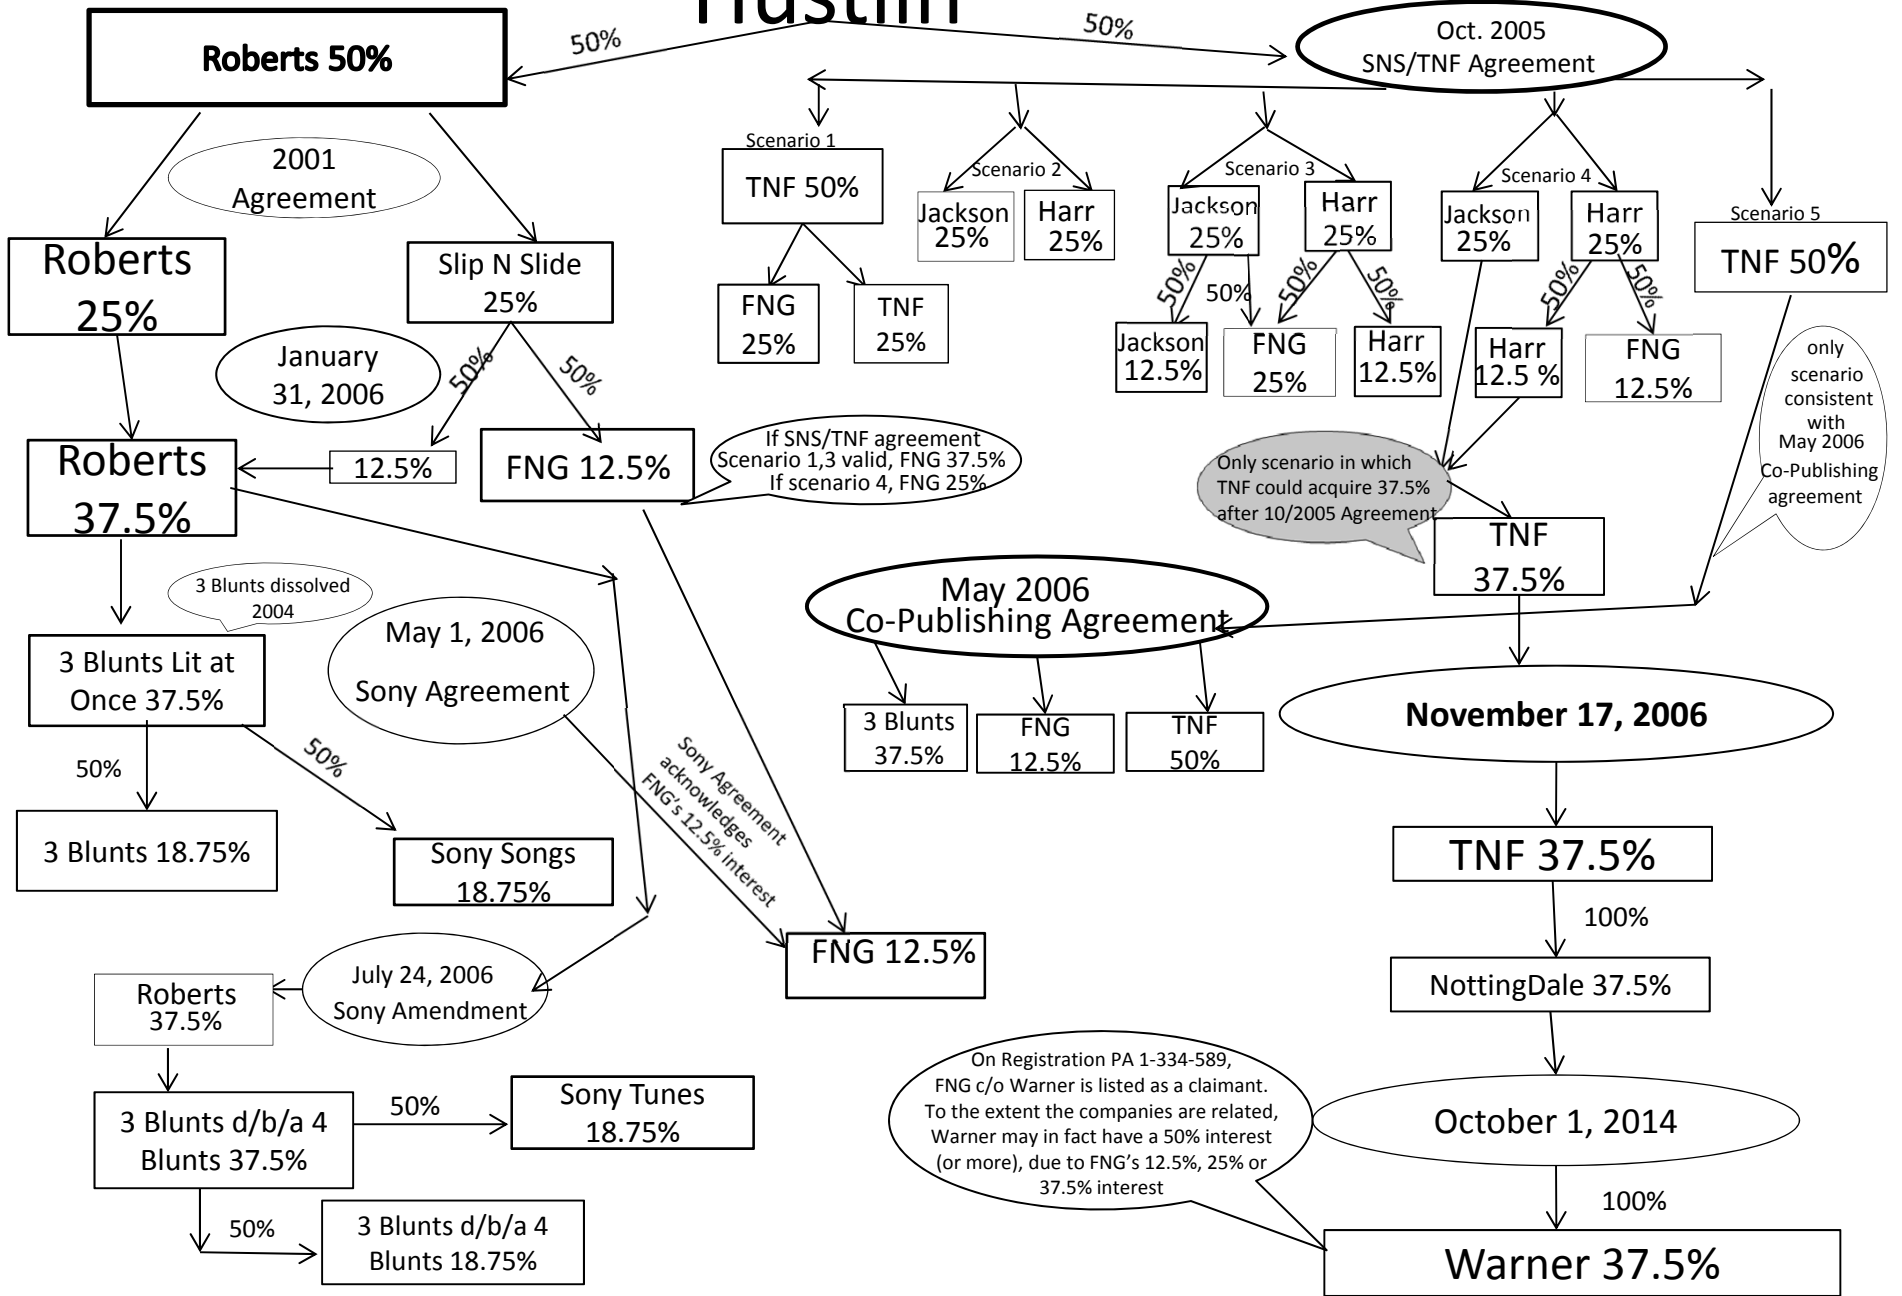 Hustlin
Roberts 50%
50%
50%
Oct. 2005
SNS/TNF Agreement
2001
Agreement
Roberts
25%
Slip N Slide
25%
January
31, 2006
50%
50%
Roberts
37.5%
12.5%
FNG 12.5%
If SNS/TNF agreement
Scenario 1,3 valid, FNG 37.5%
If scenario 4, FNG 25%
Scenario 1
TNF 50%
FNG
25%
TNF
25%
Scenario 2
Jackson
25%
Harr
25%
Scenario 3
Jackson
25%
Harr
25%
50%
50%
50%
50%
Jackson
12.5%
FNG
25%
Harr
12.5%
Scenario 4
Jackson
25%
Harr
25%
50%
50%
Harr
12.5 %
FNG
12.5%
Scenario 5
TNF 50%
only
scenario
consistent
with
May 2006
Co-Publishing
agreement
Only scenario in which
TNF could acquire 37.5%
after 10/2005 Agreement
TNF
37.5%
3 Blunts dissolved
2004
3 Blunts Lit at
Once 37.5%
50%
50%
3 Blunts 18.75%
Sony Songs
18.75%
May 1, 2006
Sony Agreement
Sony Agreement
acknowledges
FNG's 12.5% interest
FNG 12.5%
May 2006
Co-Publishing Agreement
3 Blunts
37.5%
FNG
12.5%
TNF
50%
November 17, 2006
TNF 37.5%
100%
NottingDale 37.5%
October 1, 2014
100%
Warner 37.5%
On Registration PA 1-334-589,
FNG c/o Warner is listed as a claimant.
To the extent the companies are related,
Warner may in fact have a 50% interest
(or more), due to FNG's 12.5%, 25% or
37.5% interest
July 24, 2006
Sony Amendment
Roberts
37.5%
3 Blunts d/b/a 4
Blunts 37.5%
50%
Sony Tunes
18.75%
50%
3 Blunts d/b/a 4
Blunts 18.75%